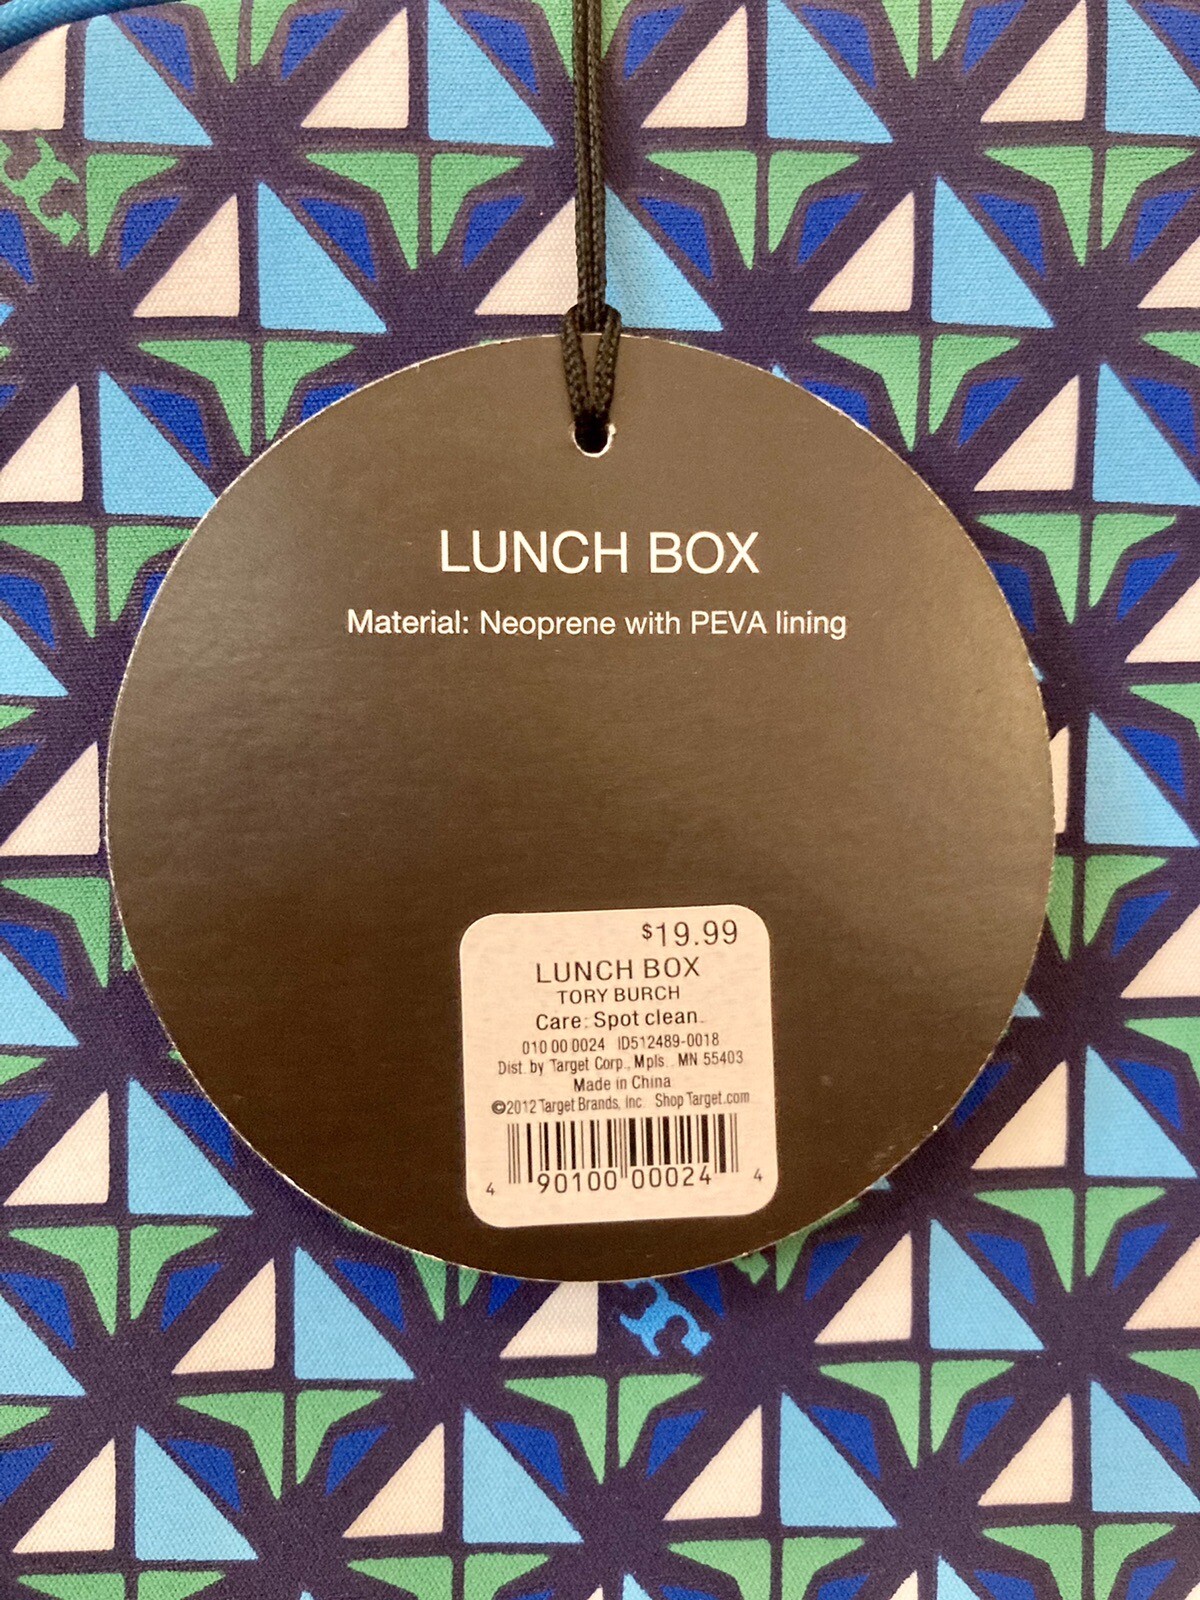 LUNCH BOX
Material: Neoprene with PEVA lining
$19.99
LUNCH BOX
TORY BURCH
Care: Spot clean.
010 00 0024 ID512489-0018
Dist. by Target Corp., Mpls., MN 55403
Made in China
©2012 Target Brands, Inc. Shop Target.com
4 90100 00024 4